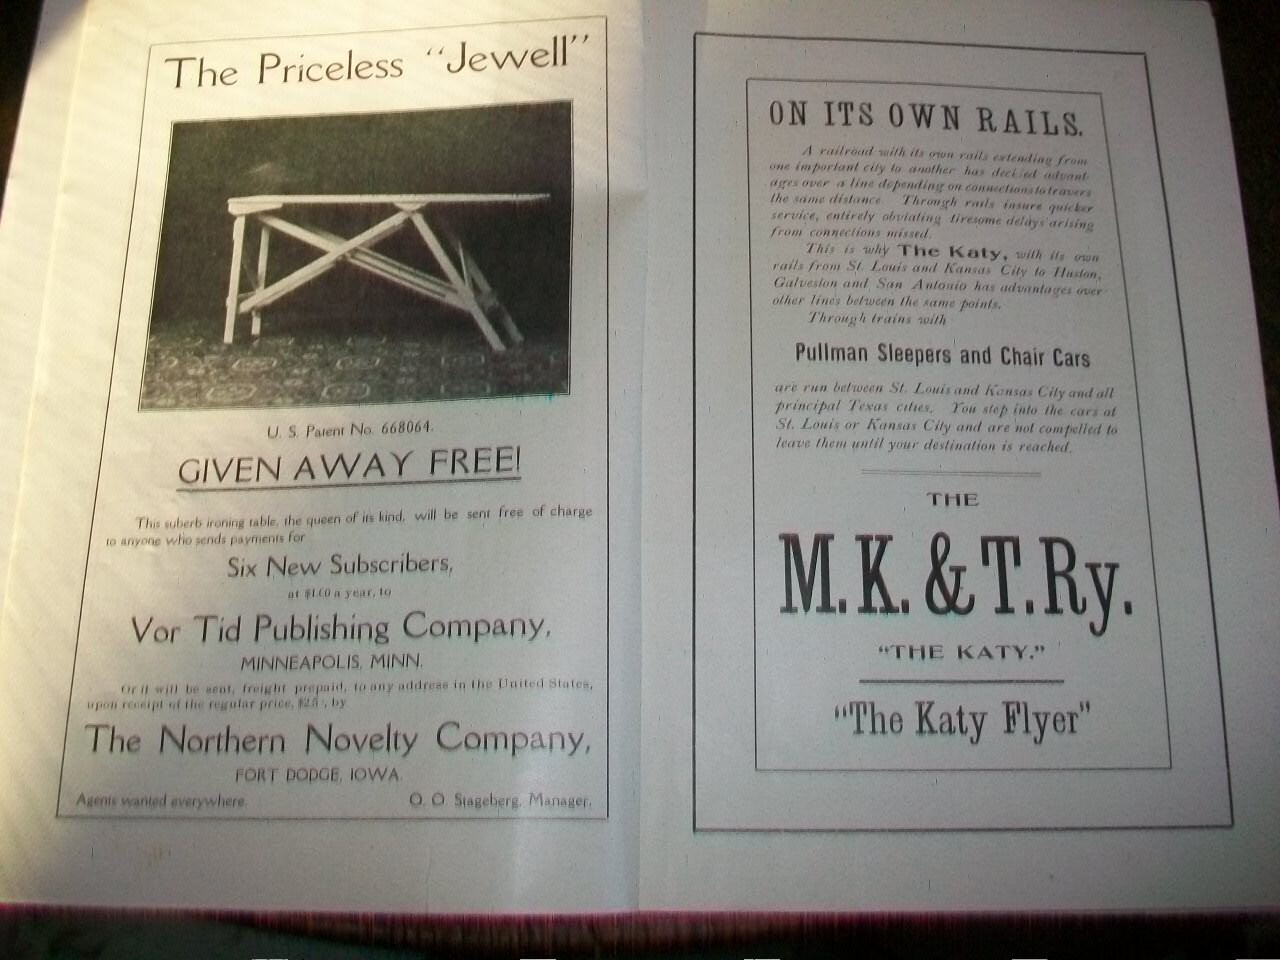 The Priceless "Jewell"
U. S. Patent No. 668064.
GIVEN AWAY FREE!
This suberb ironing table, the queen of its kind, will be sent free of charge
to anyone who sends payments for
Six New Subscribers,
at $1.00 a year, to
Vor Tid Publishing Company,
MINNEAPOLIS, MINN.
Or it will be sent, freight prepaid, to any address in the United States,
upon receipt of the regular price, by
The Northern Novelty Company,
FORT DODGE, IOWA.
Agents wanted everywhere. O. O. Stageberg, Manager.
ON ITS OWN RAILS.
A railroad with its own rails extending from
one important city to another has decided advant-
ages over a line depending on connections to travers
the same distance. Through rails insure quicker
service, entirely obviating tiresome delays arising
from connections missed.
This is why The Katy, with its own
rails from St. Louis and Kansas City to Huston,
Galveston and San Antonio has advantages over
other lines between the same points.
Through trains with
Pullman Sleepers and Chair Cars
are run between St. Louis and Kansas City and all
principal Texas cities. You step into the cars at
St. Louis or Kansas City and are not compelled to
leave them until your destination is reached.
THE
M. K. & T. Ry.
"THE KATY."
"The Katy Flyer"